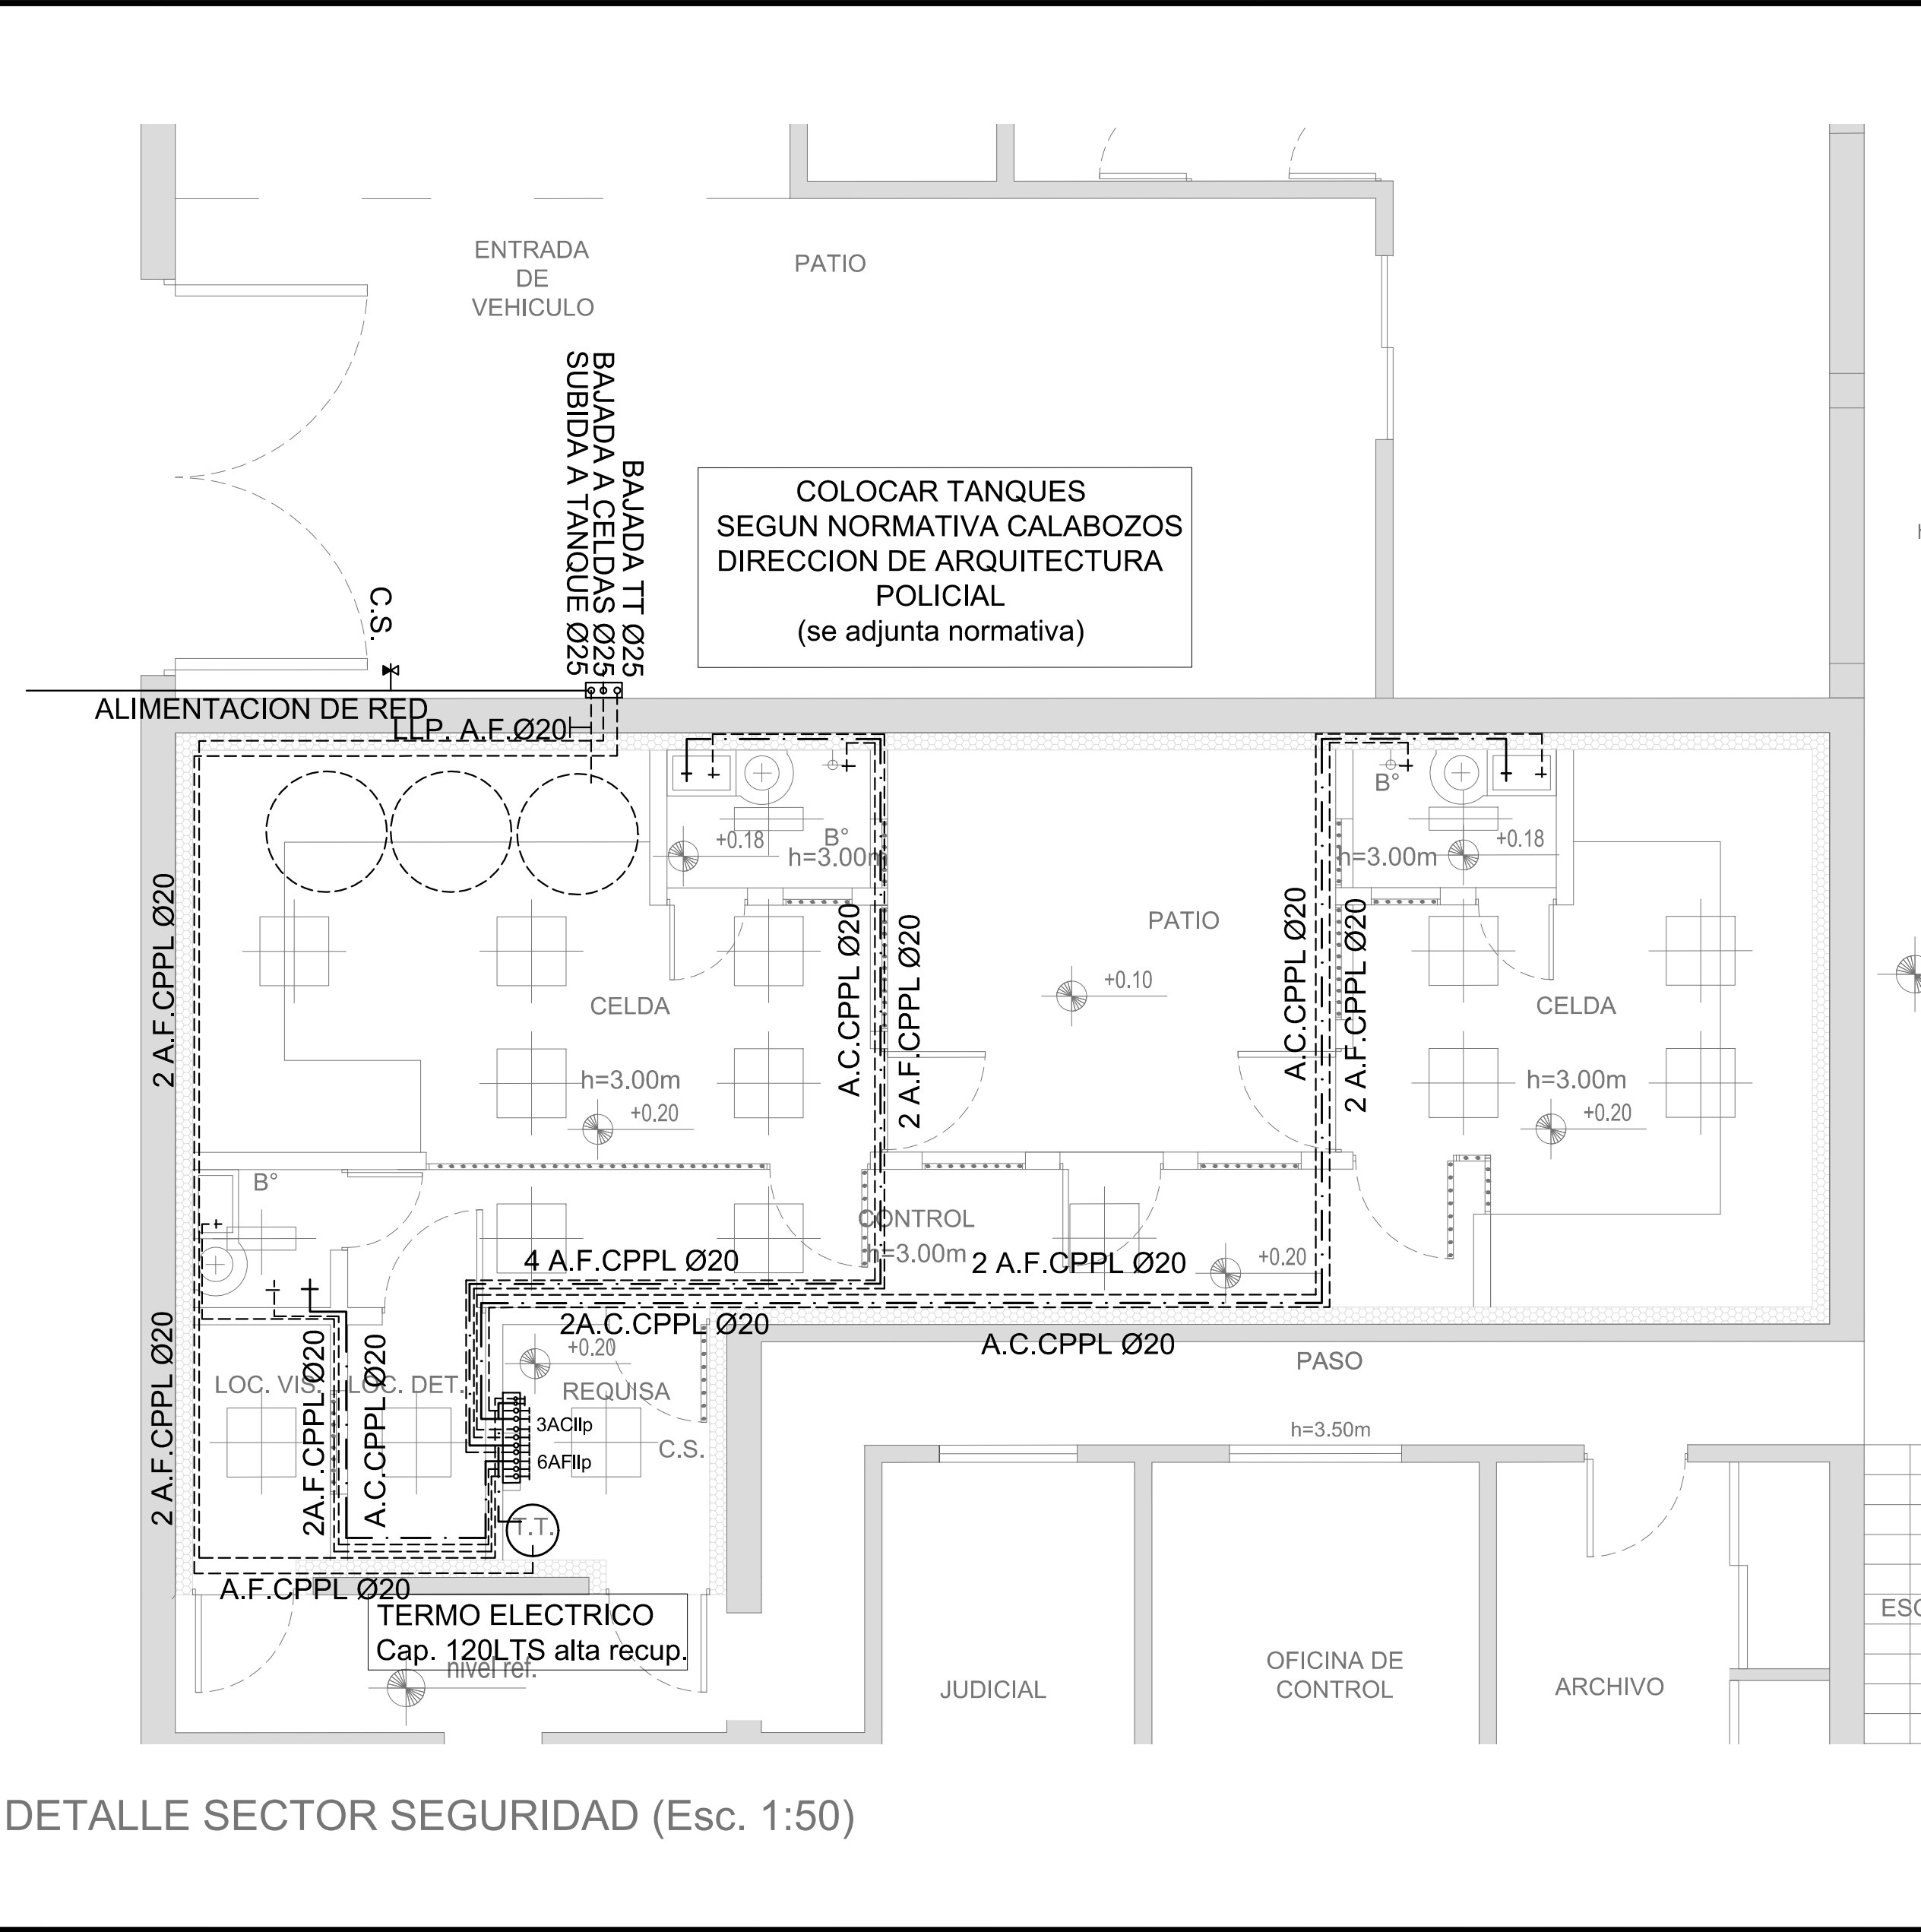 ENTRADA
DE
VEHICULO
PATIO
SUBIDA A TANQUE Ø25
BAJADA A CELDAS Ø25
BAJADA TT Ø25
COLOCAR TANQUES
SEGUN NORMATIVA CALABOZOS
DIRECCION DE ARQUITECTURA
POLICIAL
(se adjunta normativa)
C.S.
ALIMENTACION DE RED
LLP. A.F.Ø20
+0.18
B°
h=3.00m
B°
+0.18
h=3.00m
2 A.F.CPPL Ø20
A.C.CPPL Ø20
2 A.F.CPPL Ø20
PATIO
+0.10
A.C.CPPL Ø20
2 A.F.CPPL Ø20
CELDA
h=3.00m
+0.20
CELDA
h=3.00m
+0.20
B°
CONTROL
h=3.00m
+0.20
4 A.F.CPPL Ø20
2 A.F.CPPL Ø20
2A.C.CPPL Ø20
A.C.CPPL Ø20
+0.20
2 A.F.CPPL Ø20
LOC. VIS.
2A.F.CPPL Ø20
LOC. DET.
A.C.CPPL Ø20
REQUISA
3ACllp
6AFllp
C.S.
PASO
h=3.50m
T.T.
A.F.CPPL Ø20
TERMO ELECTRICO
Cap. 120LTS alta recup.
nivel ref.
JUDICIAL
OFICINA DE
CONTROL
ARCHIVO
DETALLE SECTOR SEGURIDAD (Esc. 1:50)